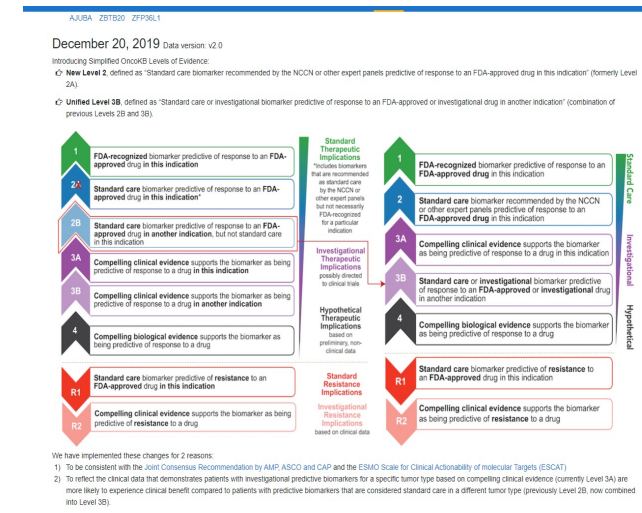 AJUBA ZBTB20 ZFP36L1
December 20, 2019 Data version: v2.0
Introducing Simplified OncoKB Levels of Evidence:
New Level 2, defined as "Standard care biomarker recommended by the NCCN or other expert panels predictive of response to an FDA-approved drug in this indication" (formerly Level
2A).
Unified Level 3B, defined as "Standard care or investigational biomarker predictive of response to an FDA-approved or investigational drug in another indication" (combination of
previous Levels 2B and 3B).
1
FDA-recognized biomarker predictive of response to an FDA-
approved drug in this indication
2A
Standard care biomarker predictive of response to an FDA-
approved drug in this indication*
2B
Standard care biomarker predictive of response to an FDA-
approved drug in another indication, but not standard care
in this indication
3A
Compelling clinical evidence supports the biomarker as being
predictive of response to a drug in this indication
3B
Compelling clinical evidence supports the biomarker as being
predictive of response to a drug in another indication
4
Compelling biological evidence supports the biomarker as
being predictive of response to a drug
R1
Standard care biomarker predictive of resistance to an
FDA-approved drug in this indication
R2
Compelling clinical evidence supports the biomarker as being
predictive of resistance to a drug
Standard
Therapeutic
Implications
*includes biomarkers
that are recommended
as standard care
by the NCCN or
other expert panels
but not necessarily
FDA-recognized
for a particular
indication
Investigational
Therapeutic
Implications
possibly directed
to clinical trials
Hypothetical
Therapeutic
Implications
based on
preliminary, non-
clinical data
Standard
Resistance
Implications
Investigational
Resistance
Implications
based on clinical data
1
FDA-recognized biomarker predictive of response to an
FDA-approved drug in this indication
2
Standard care biomarker recommended by the NCCN
or other expert panels predictive of response to an
FDA-approved drug in this indication
3A
Compelling clinical evidence supports the biomarker
as being predictive of response to a drug in this indication
3B
Standard care or investigational biomarker predictive
of response to an FDA-approved or investigational drug
in another indication
4
Compelling biological evidence supports the biomarker
as being predictive of response to a drug
R1
Standard care biomarker predictive of resistance to
an FDA-approved drug in this indication
R2
Compelling clinical evidence supports the biomarker
as being predictive of resistance to a drug
Standard Care
Investigational
Hypothetical
We have implemented these changes for 2 reasons:
1) To be consistent with the Joint Consensus Recommendation by AMP, ASCO and CAP and the ESMO Scale for Clinical Actionability of molecular Targets (ESCAT)
2) To reflect the clinical data that demonstrates patients with investigational predictive biomarkers for a specific tumor type based on compelling clinical evidence (currently Level 3A) are
more likely to experience clinical benefit compared to patients with predictive biomarkers that are considered standard care in a different tumor type (previously Level 2B, now combined
into Level 3B).